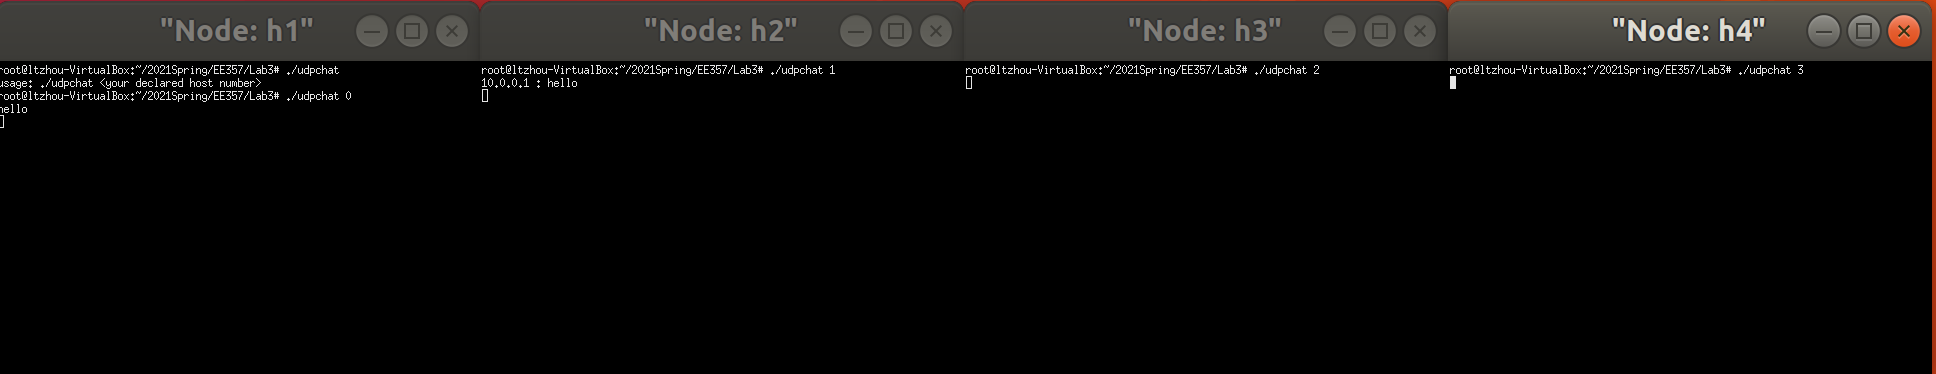 "Node: h1"
root@ltzhou-VirtualBox:~/2021Spring/EE357/Lab3# ./udpchat
usage: ./udpchat <your declared host number>
root@ltzhou-VirtualBox:~/2021Spring/EE357/Lab3# ./udpchat 0
hello
"Node: h2"
root@ltzhou-VirtualBox:~/2021Spring/EE357/Lab3# ./udpchat 1
10.0.0.1 : hello
"Node: h3"
root@ltzhou-VirtualBox:~/2021Spring/EE357/Lab3# ./udpchat 2
"Node: h4"
root@ltzhou-VirtualBox:~/2021Spring/EE357/Lab3# ./udpchat 3